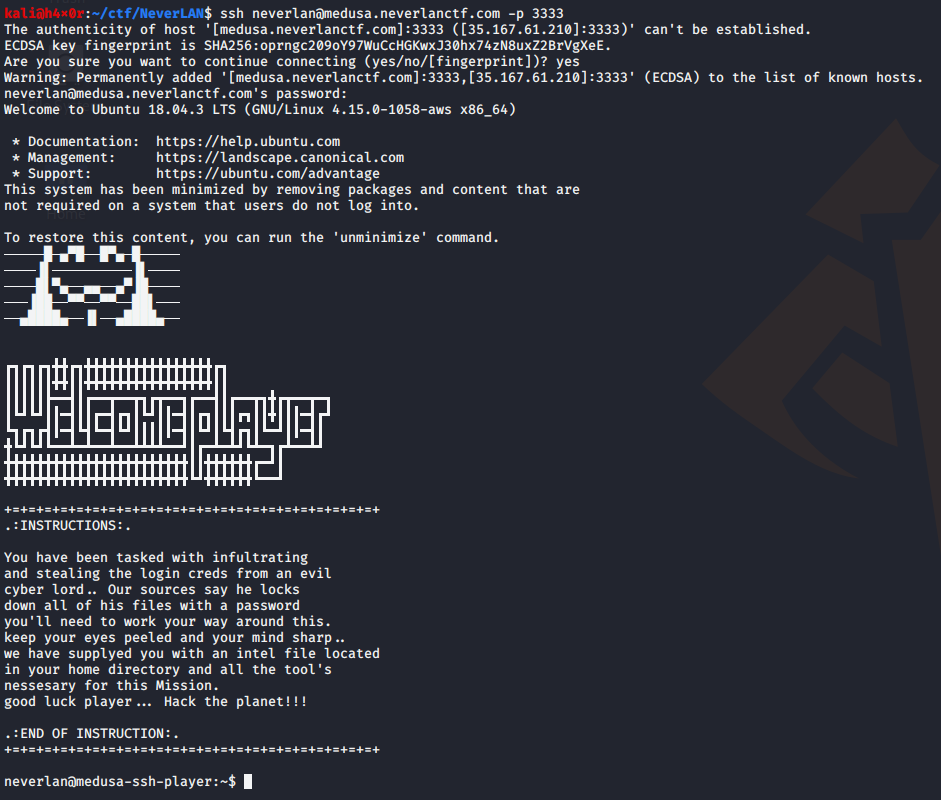 kali@h4×0r:~/ctf/NeverLAN$ ssh neverlan@medusa.neverlanctf.com -p 3333
The authenticity of host '[medusa.neverlanctf.com]:3333 ([35.167.61.210]:3333)' can't be established.
ECDSA key fingerprint is SHA256:oprngc209oY97WuCcHGKwxJ30hx74zN8uxZ2BrVgXeE.
Are you sure you want to continue connecting (yes/no/[fingerprint])? yes
Warning: Permanently added '[medusa.neverlanctf.com]:3333,[35.167.61.210]:3333' (ECDSA) to the list of known hosts.
neverlan@medusa.neverlanctf.com's password:
Welcome to Ubuntu 18.04.3 LTS (GNU/Linux 4.15.0-1058-aws x86_64)
* Documentation:  https://help.ubuntu.com
* Management:     https://landscape.canonical.com
* Support:        https://ubuntu.com/advantage
This system has been minimized by removing packages and content that are
not required on a system that users do not log into.
To restore this content, you can run the 'unminimize' command.
Welcome player
+=+=+=+=+=+=+=+=+=+=+=+=+=+=+=+=+=+=+=+=+=+=+=+
.:INSTRUCTIONS:.
You have been tasked with infultrating
and stealing the login creds from an evil
cyber lord.. Our sources say he locks
down all of his files with a password
you'll need to work your way around this.
keep your eyes peeled and your mind sharp..
we have supplyed you with an intel file located
in your home directory and all the tool's
nessesary for this Mission.
good luck player... Hack the planet!!!
.:END OF INSTRUCTION:.
+=+=+=+=+=+=+=+=+=+=+=+=+=+=+=+=+=+=+=+=+=+=+=+
neverlan@medusa-ssh-player:~$